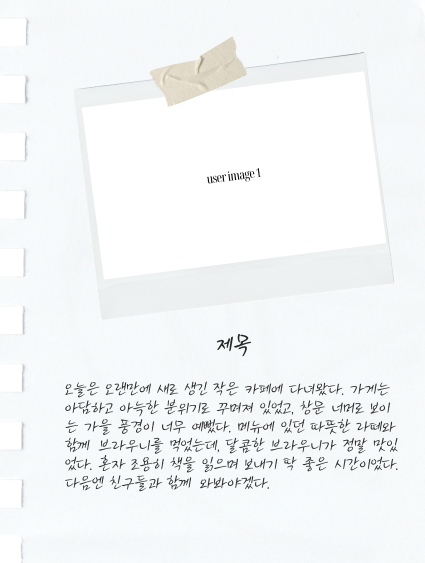 user image 1
제목
오늘은 오랜만에 새로 생긴 작은 카페에 다녀왔다. 가게는
아담하고 아늑한 분위기로 꾸며져 있었고, 창문 너머로 보이
는 가을 풍경이 너무 예뻤다. 메뉴에 있던 따뜻한 라떼와
함께 브라우니를 먹었는데, 달콤한 브라우니가 정말 맛있
었다. 혼자 조용히 책을 읽으며 보내기 딱 좋은 시간이었다.
다음엔 친구들과 함께 와봐야겠다.